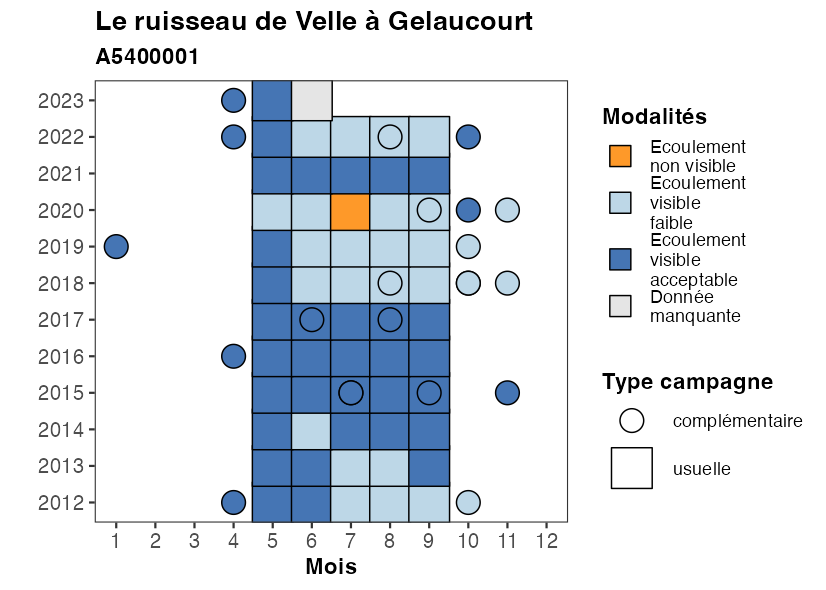 Le ruisseau de Velle à Gelaucourt
A5400001
2023
2022
2021
2020
2019
2018
2017
2016
2015
2014
2013
2012
1 2 3 4 5 6 7 8 9 10 11 12
Mois
Modalités
Ecoulement
non visible
Ecoulement
visible
faible
Ecoulement
visible
acceptable
Donnée
manquante
Type campagne
complémentaire
usuelle